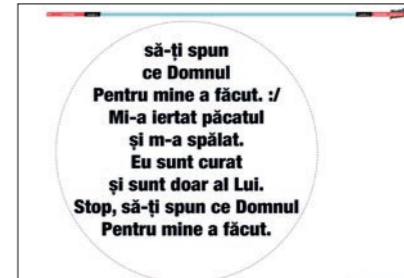 să-ți spun
ce Domnul
Pentru mine a făcut. :/
Mi-a iertat păcatul
și m-a spălat.
Eu sunt curat
și sunt doar al Lui.
Stop, să-ți spun ce Domnul
Pentru mine a făcut.